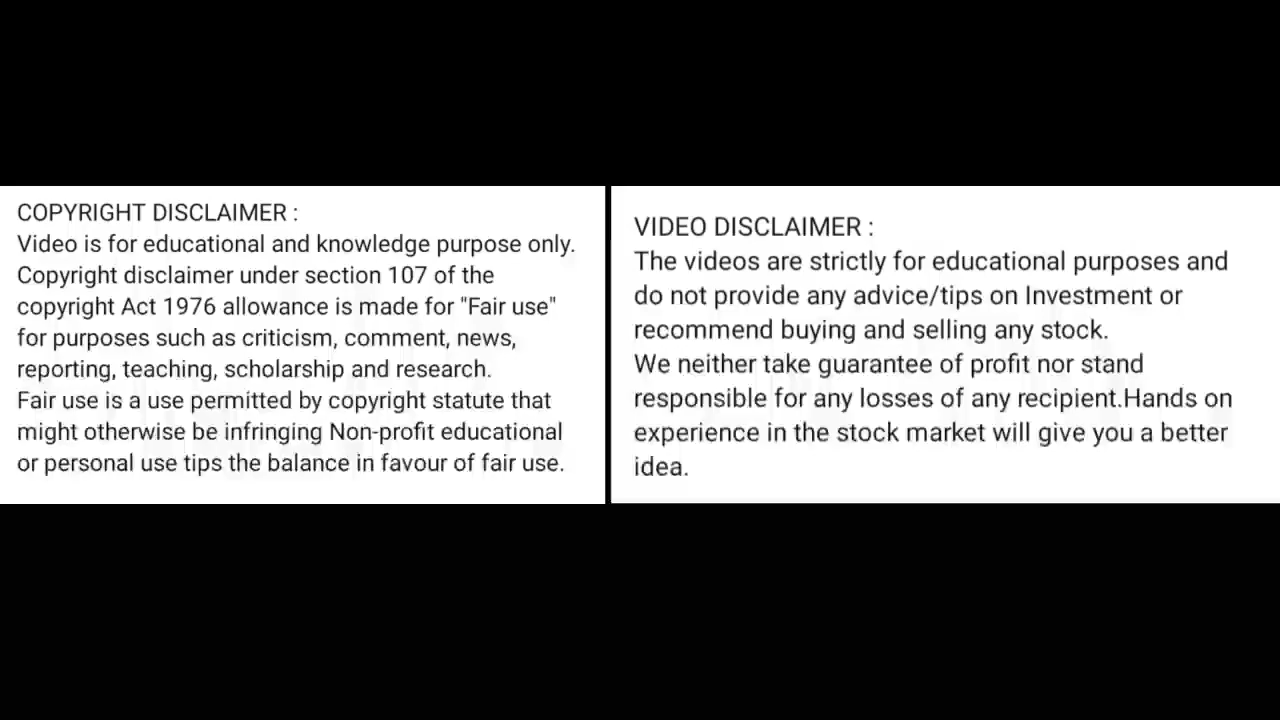 COPYRIGHT DISCLAIMER :
Video is for educational and knowledge purpose only.
Copyright disclaimer under section 107 of the
copyright Act 1976 allowance is made for "Fair use"
for purposes such as criticism, comment, news,
reporting, teaching, scholarship and research.
Fair use is a use permitted by copyright statute that
might otherwise be infringing Non-profit educational
or personal use tips the balance in favour of fair use.
VIDEO DISCLAIMER :
The videos are strictly for educational purposes and
do not provide any advice/tips on Investment or
recommend buying and selling any stock.
We neither take guarantee of profit nor stand
responsible for any losses of any recipient.Hands on
experience in the stock market will give you a better
idea.